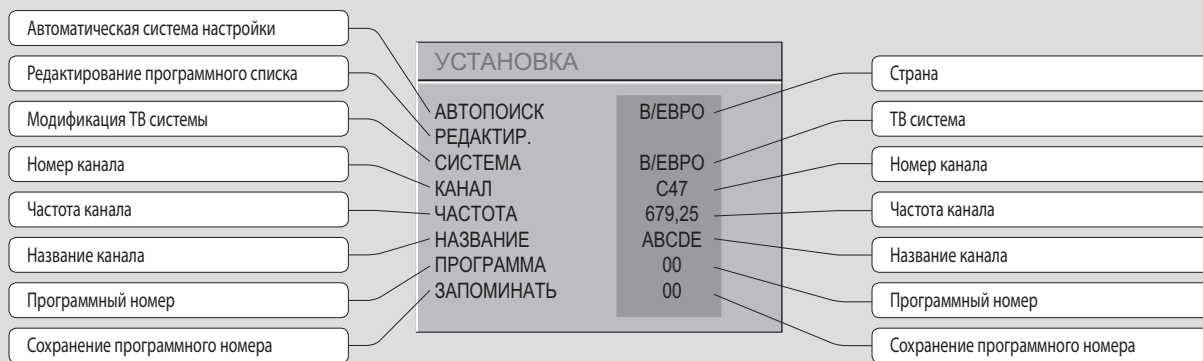 Автоматическая система настройки
Редактирование программного списка
Модификация ТВ системы
Номер канала
Частота канала
Название канала
Программный номер
Сохранение программного номера
УСТАНОВКА
АВТОПОИСК В/ЕВРО
РЕДАКТИР.
СИСТЕМА В/ЕВРО
КАНАЛ С47
ЧАСТОТА 679,25
НАЗВАНИЕ ABCDE
ПРОГРАММА 00
ЗАПОМИНАТЬ 00
Страна
ТВ система
Номер канала
Частота канала
Название канала
Программный номер
Сохранение программного номера